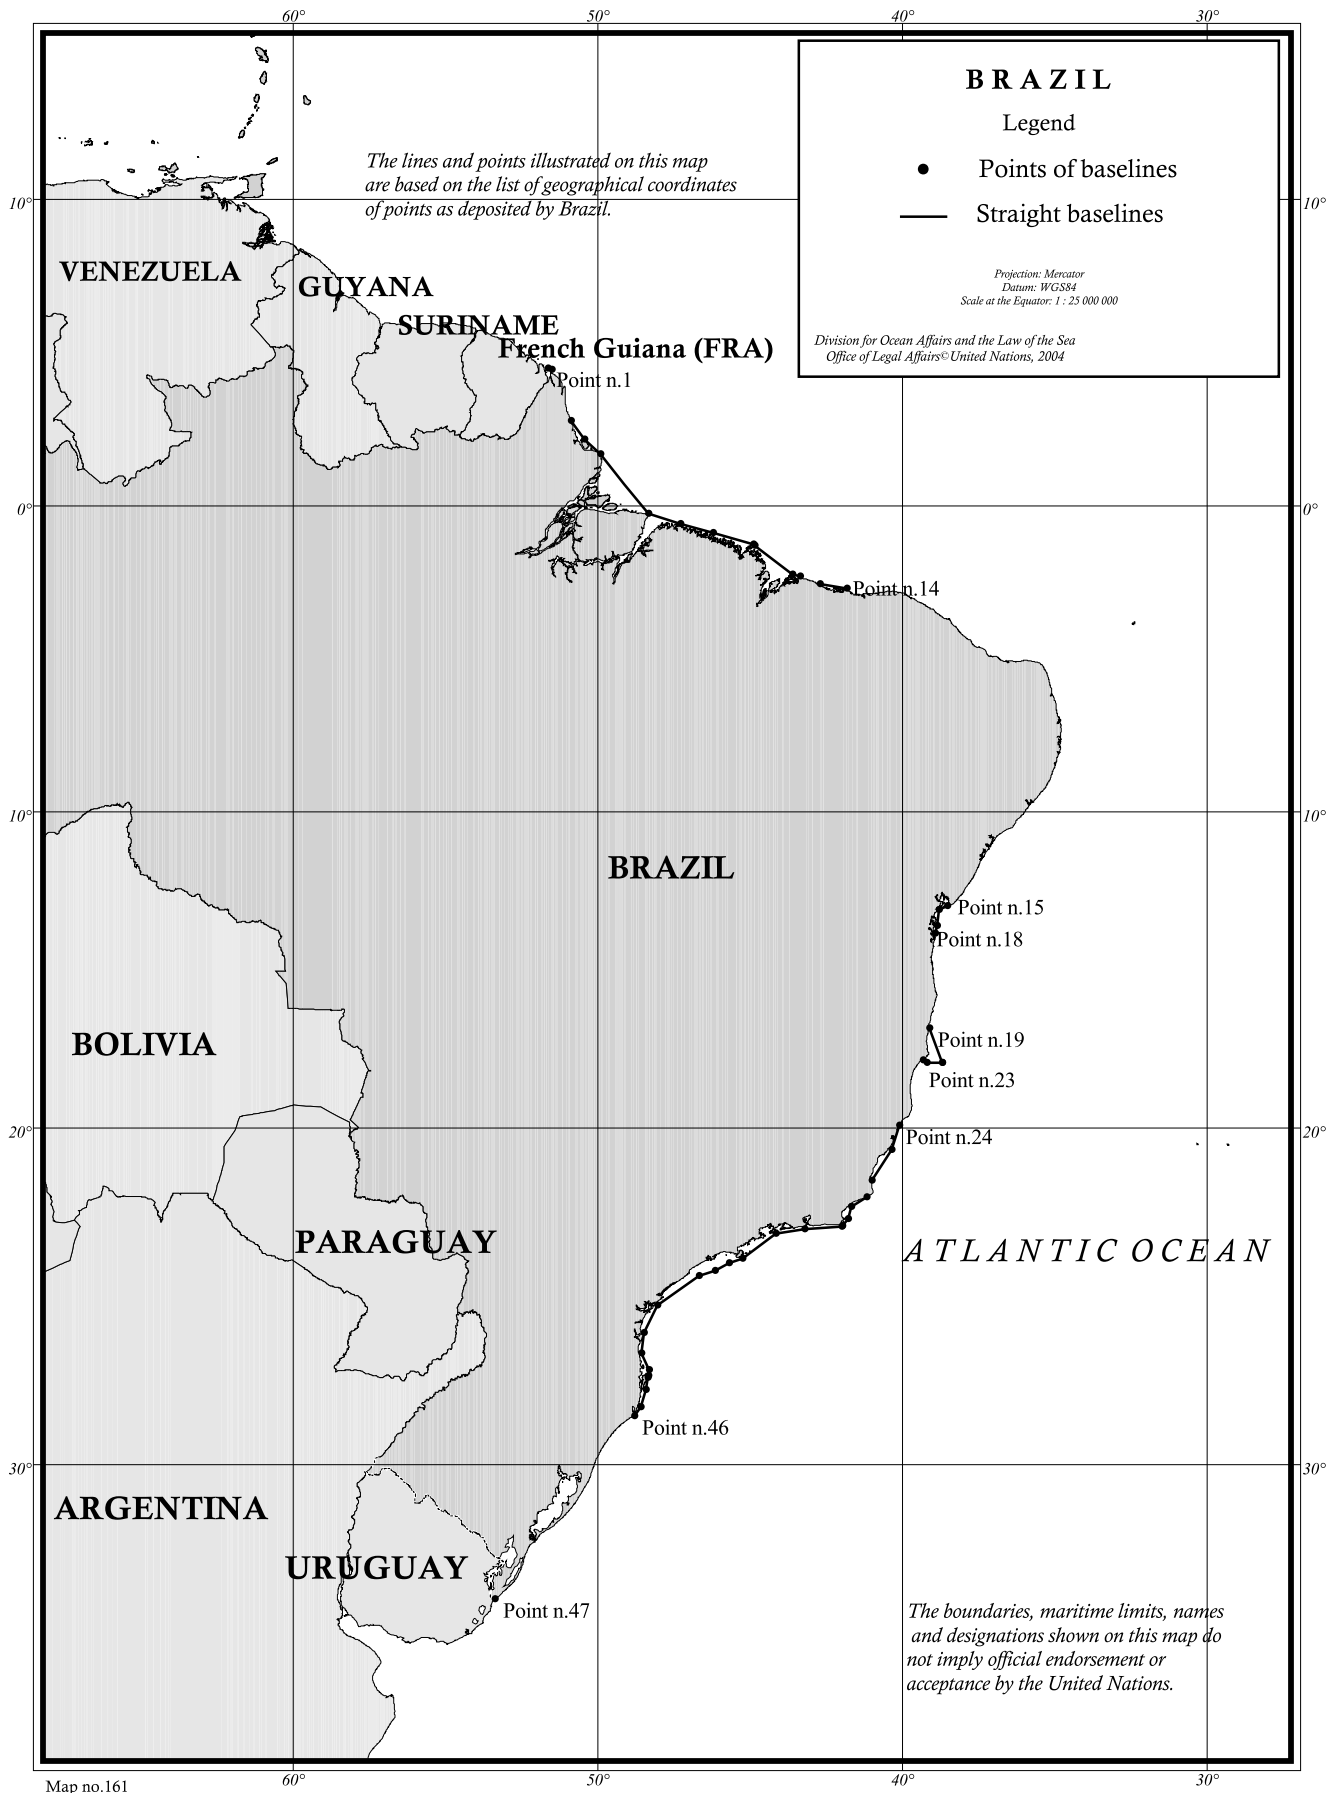 60°
50°
40°
30°
B R A Z I L
Legend
Points of baselines
Straight baselines
Projection: Mercator
Datum: WGS84
Scale at the Equator: 1 : 25 000 000
Division for Ocean Affairs and the Law of the Sea
Office of Legal Affairs© United Nations, 2004
The lines and points illustrated on this map
are based on the list of geographical coordinates
of points as deposited by Brazil.
10°
10°
VENEZUELA
GUYANA
SURINAME
French Guiana (FRA)
Point n.1
0°
0°
Point n.14
10°
10°
BRAZIL
Point n.15
Point n.18
BOLIVIA
Point n.19
Point n.23
20°
20°
Point n.24
PARAGUAY
ATLANTIC OCEAN
Point n.46
30°
30°
ARGENTINA
URUGUAY
Point n.47
The boundaries, maritime limits, names
and designations shown on this map do
not imply official endorsement or
acceptance by the United Nations.
60°
50°
40°
30°
Map no.161